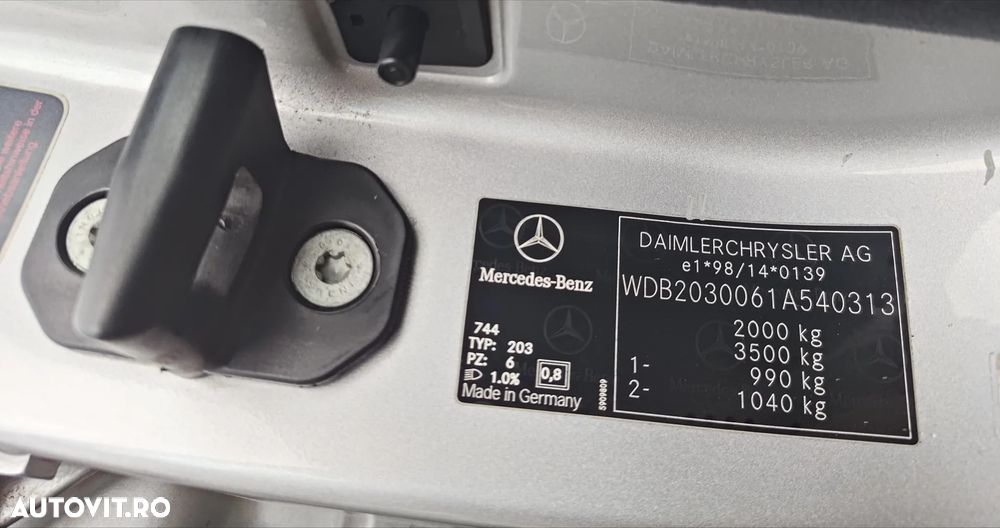 Mercedes-Benz
744
TYP: 203
PZ: 6
1.0% 0,8
Made in Germany
5909809
DAIMLERCHRYSLER AG
e1*98/14*0139
WDB2030061A540313
2000 kg
3500 kg
1- 990 kg
2- 1040 kg
AUTOVIT.RO